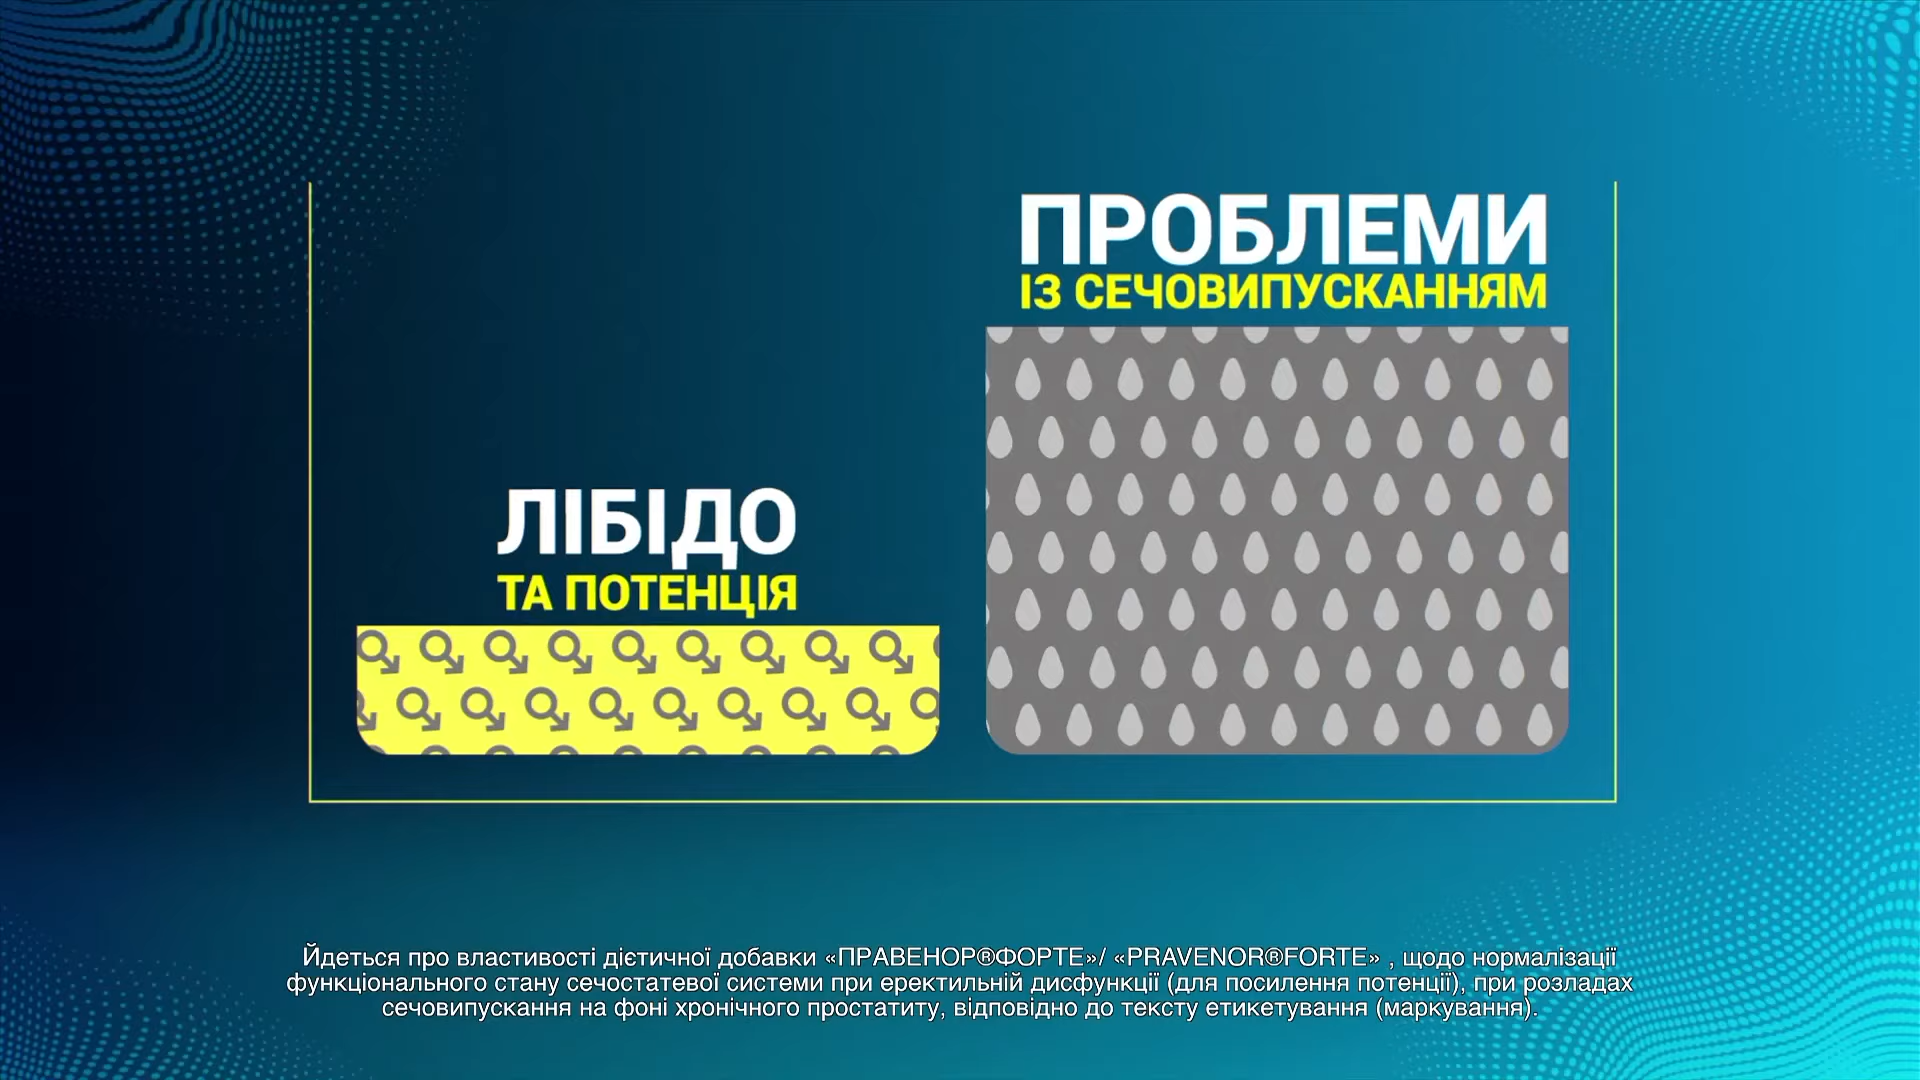 ПРОБЛЕМИ
ІЗ СЕЧОВИПУСКАННЯМ
ЛІБІДО
ТА ПОТЕНЦІЯ
Йдеться про властивості дієтичної добавки «ПРАВЕНОР®ФОРТЕ»/ «PRAVENOR®FORTE» , щодо нормалізації
функціонального стану сечостатевої системи при еректильній дисфункції (для посилення потенції), при розладах
сечовипускання на фоні хронічного простатиту, відповідно до тексту етикетування (маркування).